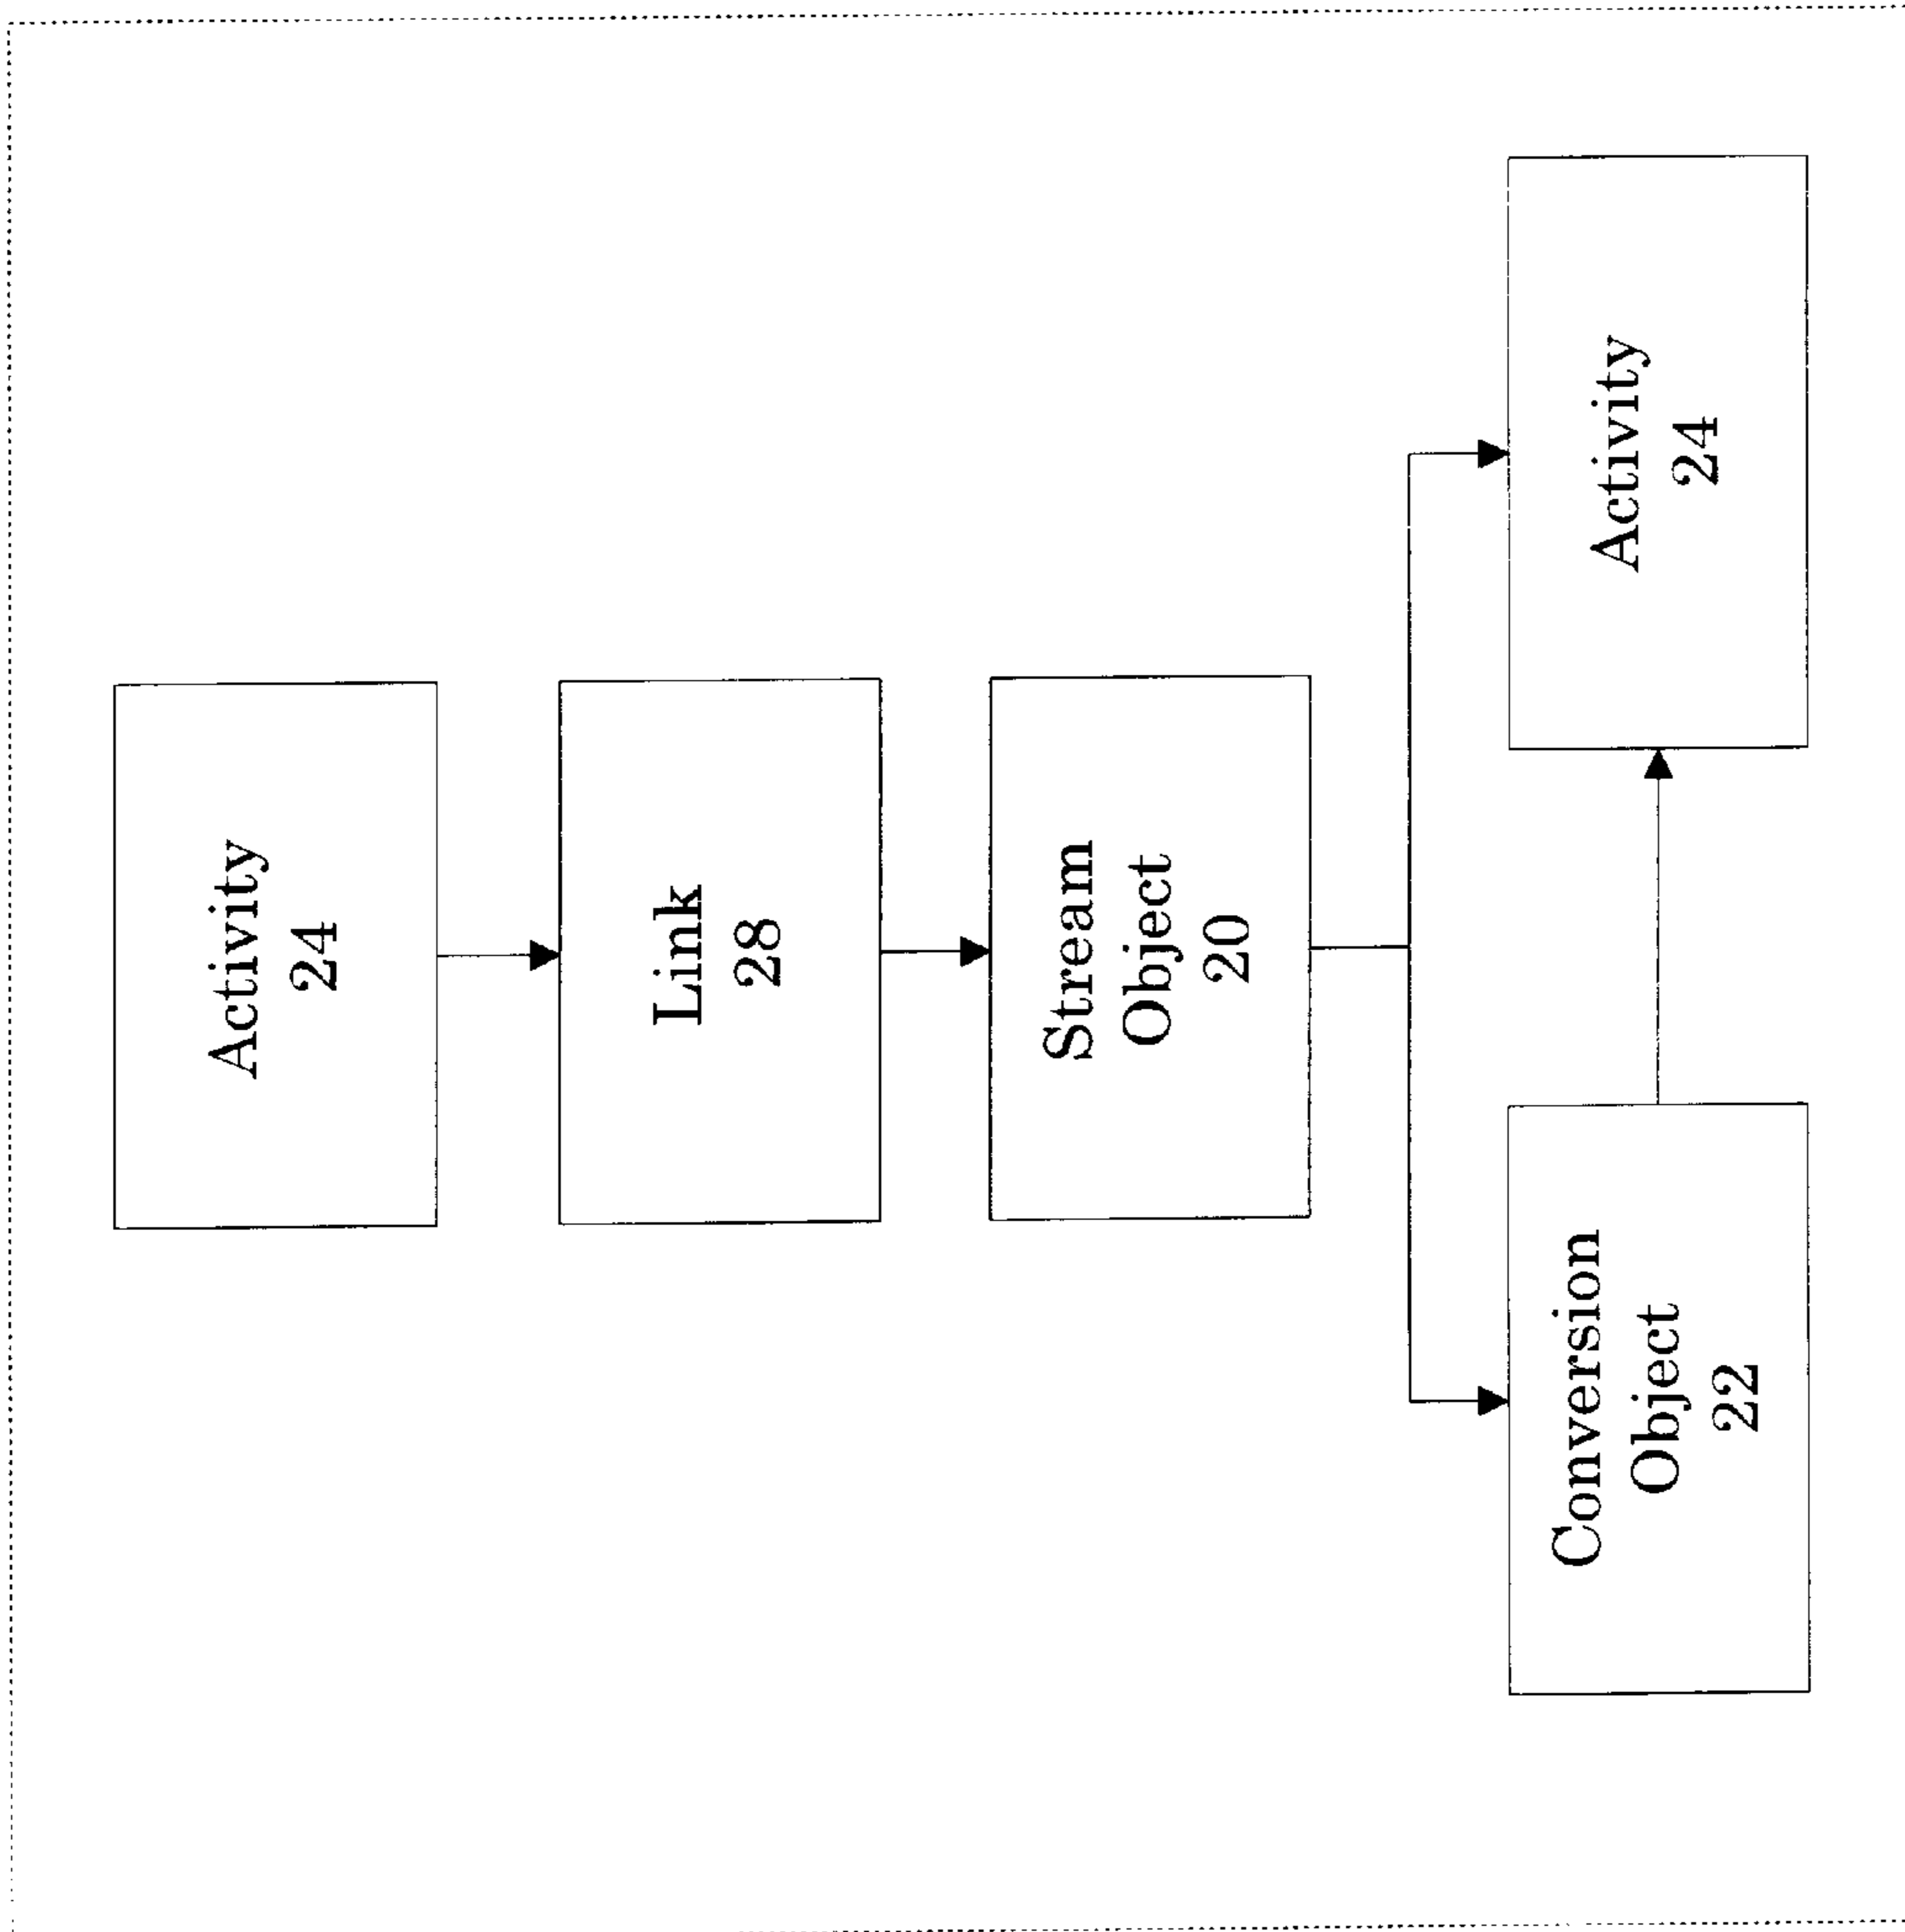 Activity
24
Link
28
Stream
Object
20
Conversion
Object
22
Activity
24